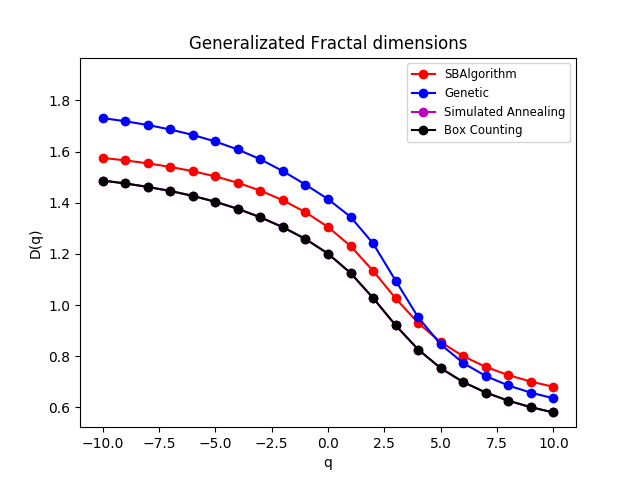 Generalizated Fractal dimensions
SBAlgorithm
Genetic
Simulated Annealing
Box Counting
D(q)
1.8
1.6
1.4
1.2
1.0
0.8
0.6
−10.0 −7.5 −5.0 −2.5 0.0 2.5 5.0 7.5 10.0
q